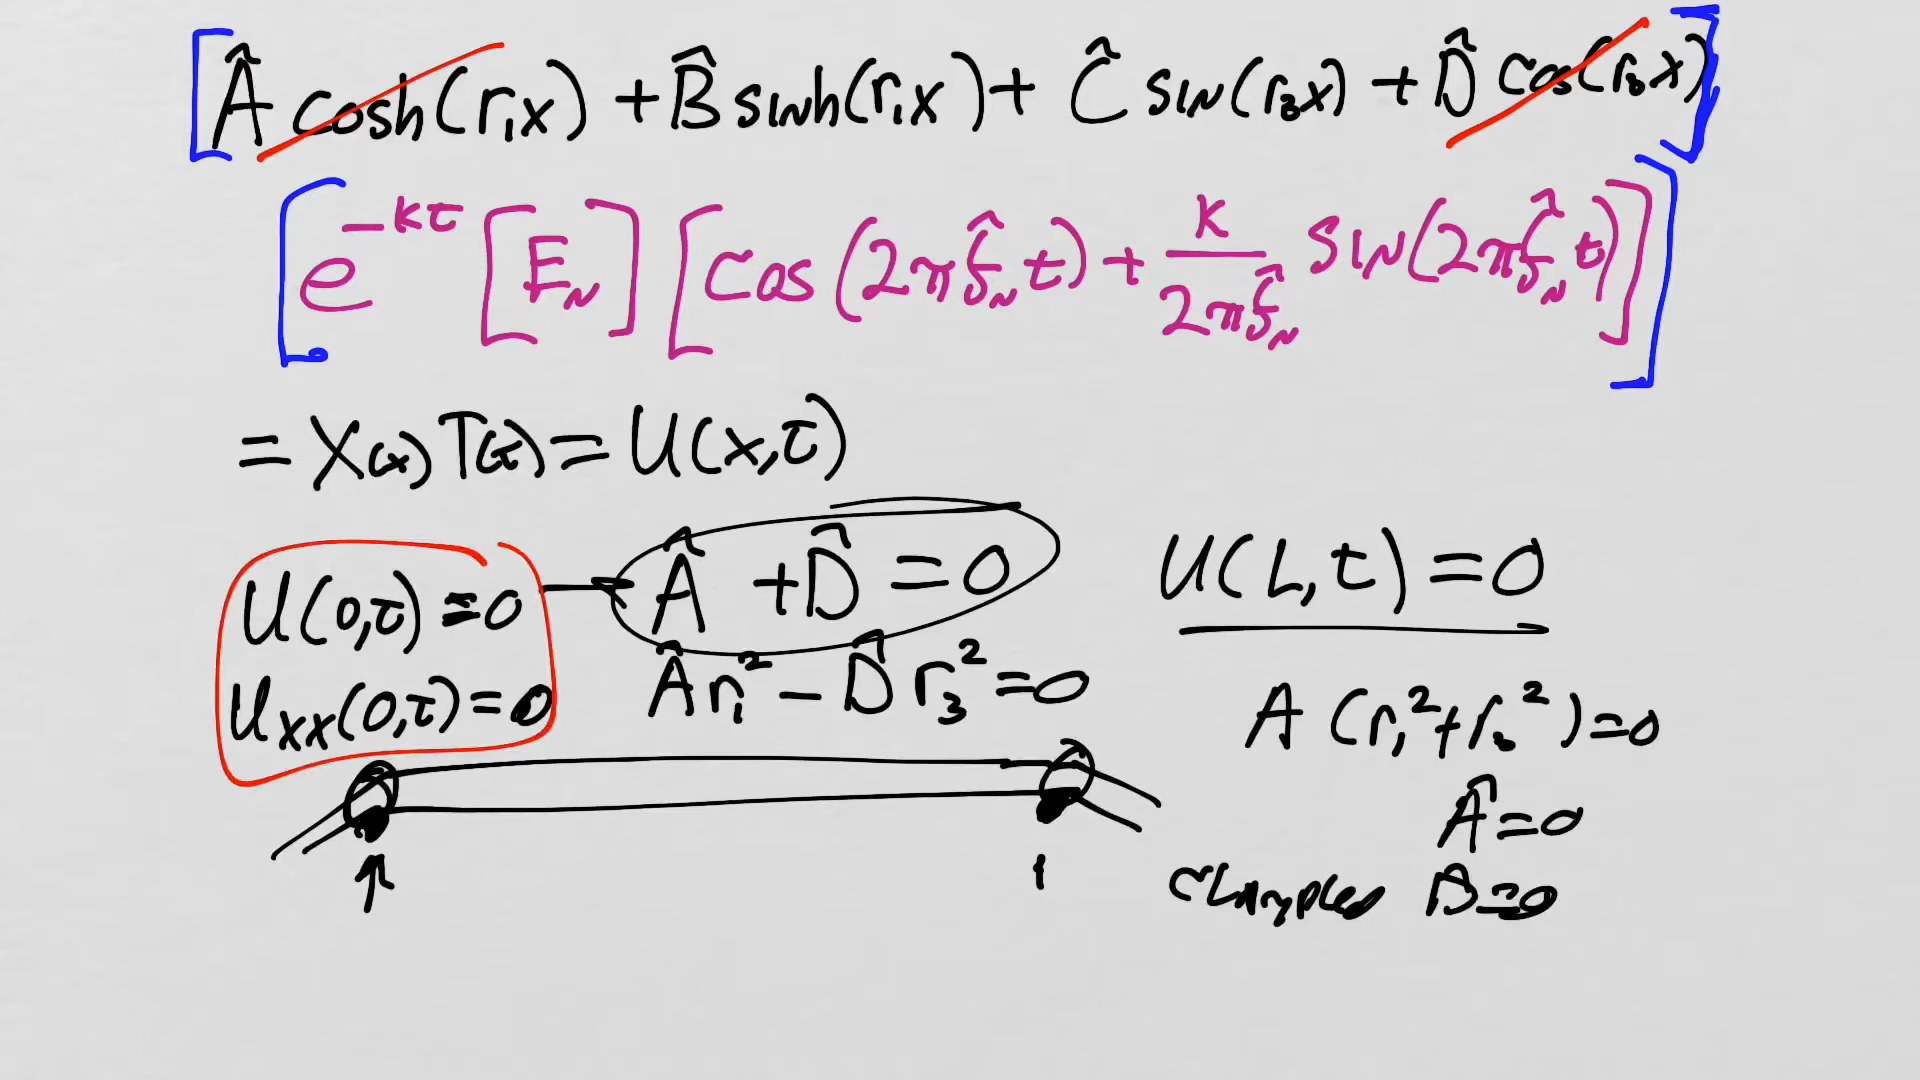 [Â cosh(r₁x) + B̂ sinh(r₁x) + Ĉ sin(r₃x) + D̂ cos(r₃x)]
[e^(-kt) [E_N] [cos(2πf̂_N t) + k/(2πf̂_N) sin(2πf̂_N t)]]
= X(x) T(t) = U(x,t)
U(0,t) = 0
U_xx(0,t) = 0
Â + D̂ = 0
Âr₁² − D̂r₃² = 0
U(L,t) = 0
A(r₁² + r₃²) = 0
Â = 0
clamped B=0